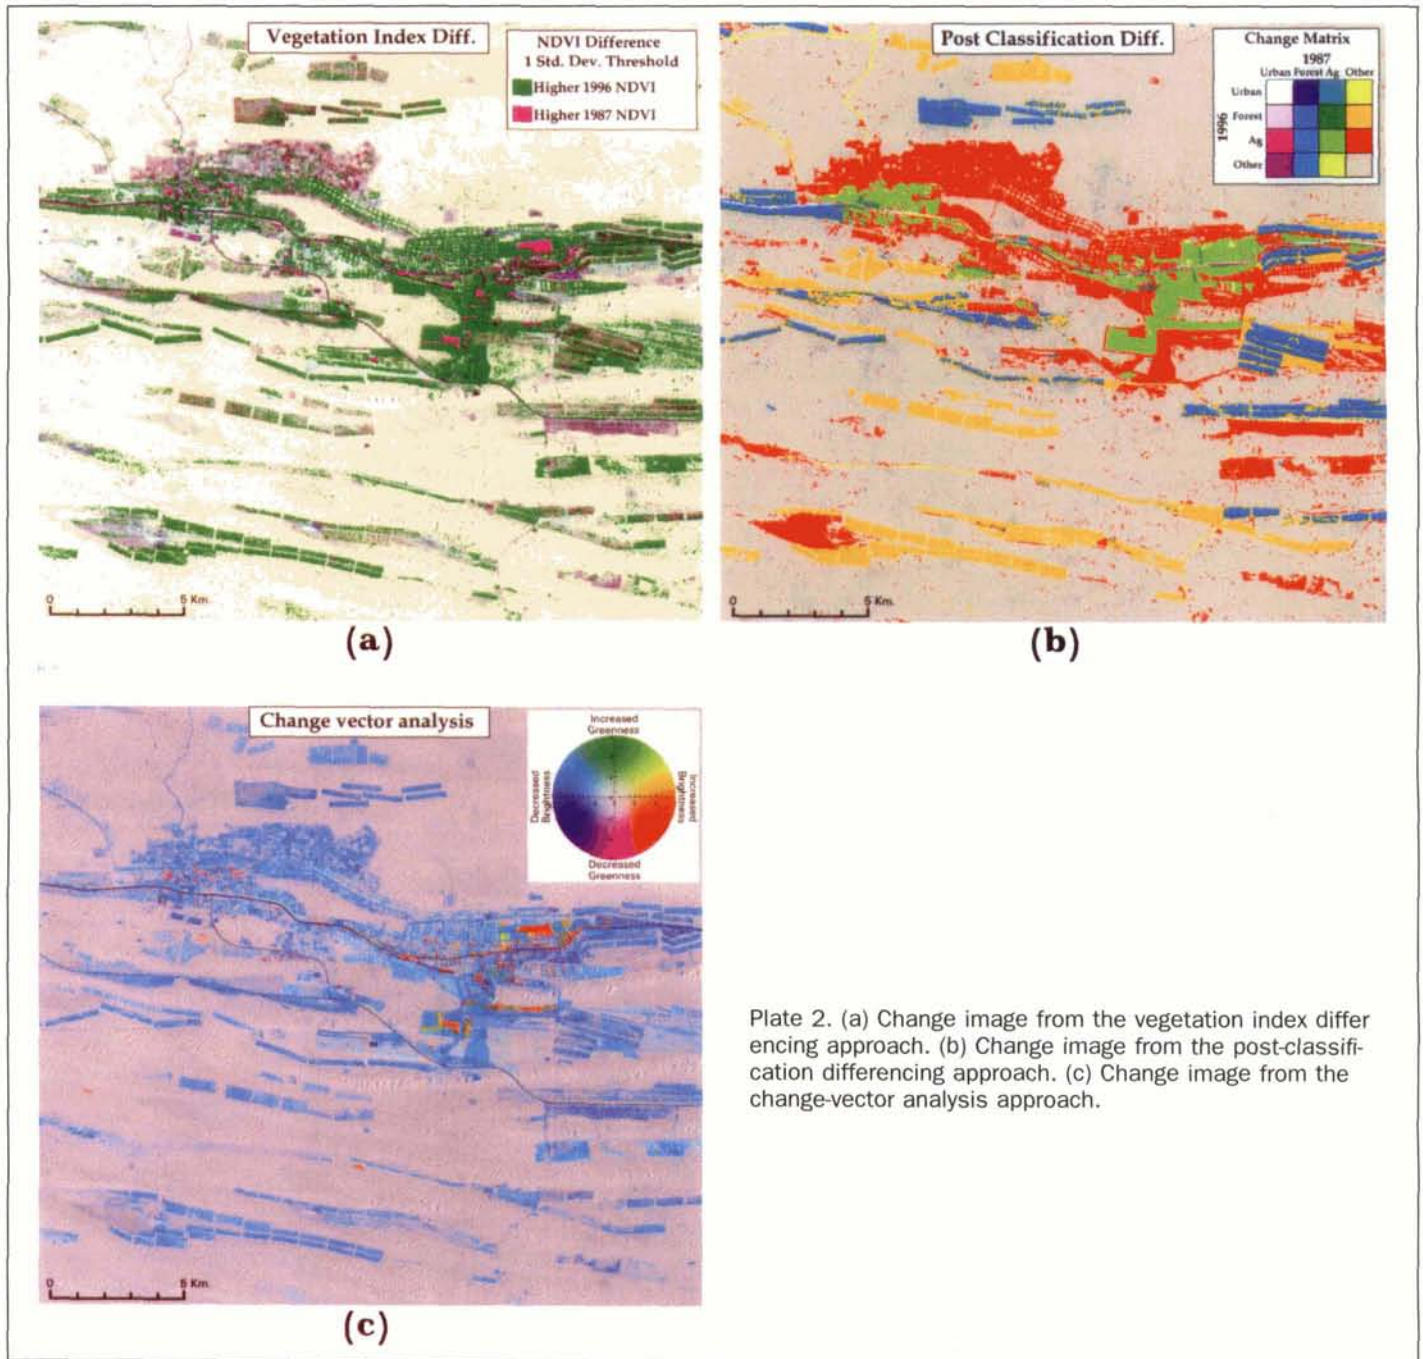 Vegetation Index Diff.
NDVI Difference
1 Std. Dev. Threshold
Higher 1996 NDVI
Higher 1987 NDVI
0
5 Km.
(a)
Post Classification Diff.
Change Matrix
1987
Urban Forest Ag Other
1996
Urban
Forest
Ag
Other
0
5 Km.
(b)
Change vector analysis
Increased
Greenness
Decreased
Brightness
Increased
Brightness
Decreased
Greenness
0
5 Km.
(c)
Plate 2. (a) Change image from the vegetation index differ
encing approach. (b) Change image from the post-classifi-
cation differencing approach. (c) Change image from the
change-vector analysis approach.